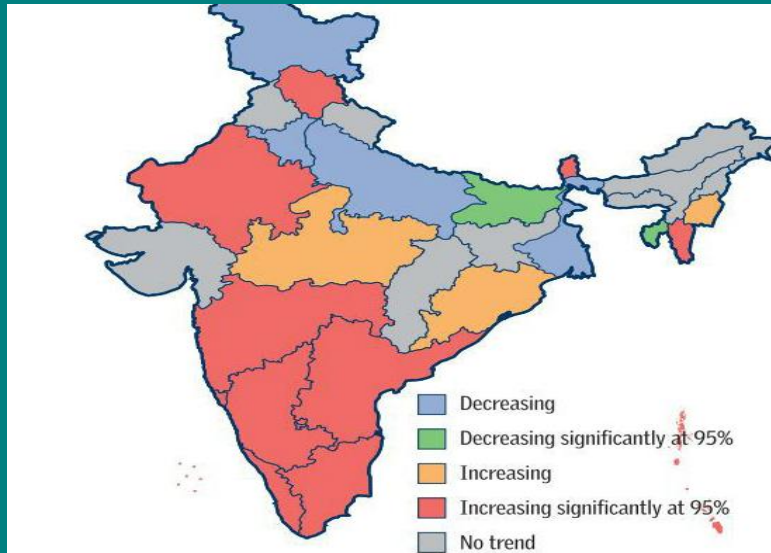 Decreasing
Decreasing significantly at 95%
Increasing
Increasing significantly at 95%
No trend